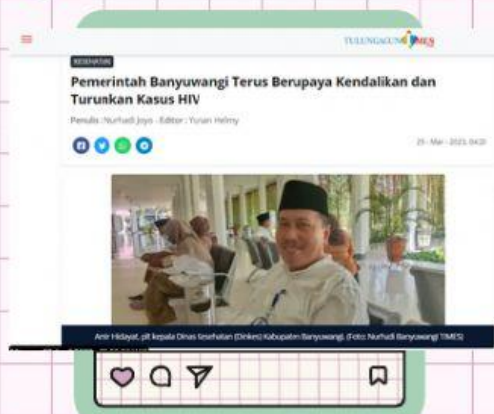 TULUNGAGUNG TIMES
KESEHATAN
Pemerintah Banyuwangi Terus Berupaya Kendalikan dan
Turunkan Kasus HIV
Penulis : Nurhadi Joyo - Editor : Yunan Helmy
29 - Mar - 2023, 04:20
Amir Hidayat, plt kepala Dinas Kesehatan (Dinkes) Kabupaten Banyuwangi. (Foto: Nurhadi Banyuwangi TIMES)